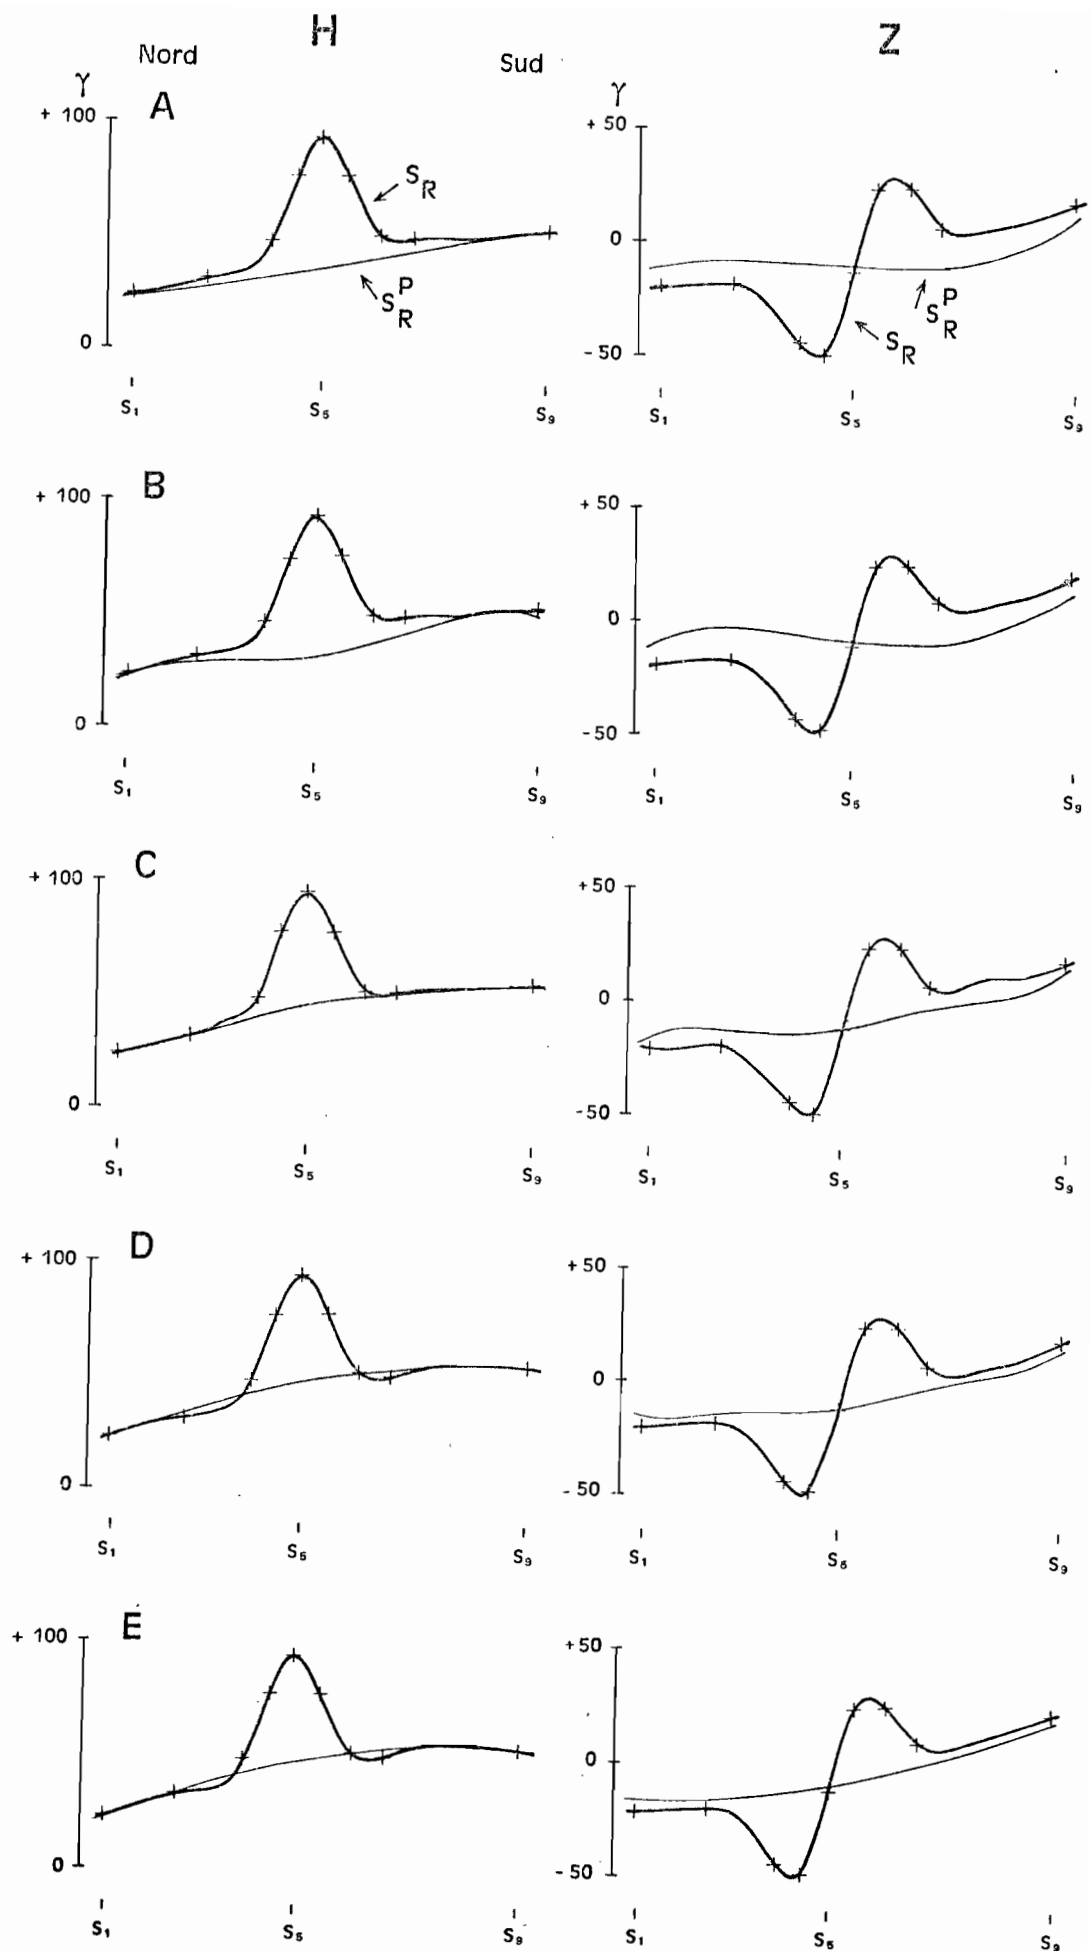 H
Z
Nord
Sud
γ
A
+ 100
0
S_R
S_R^P
S₁
S₅
S₉
γ
+ 50
0
- 50
S_R^P
S_R
S₁
S₅
S₉
B
+ 100
0
S₁
S₅
S₉
+ 50
0
-50
S₁
S₅
S₉
C
+ 100
0
S₁
S₅
S₉
+50
0
-50
S₁
S₅
S₉
D
+ 100
0
S₁
S₅
S₉
+50
0
- 50
S₁
S₅
S₉
E
+ 100
0
S₁
S₅
S₉
+50
0
- 50
S₁
S₅
S₉